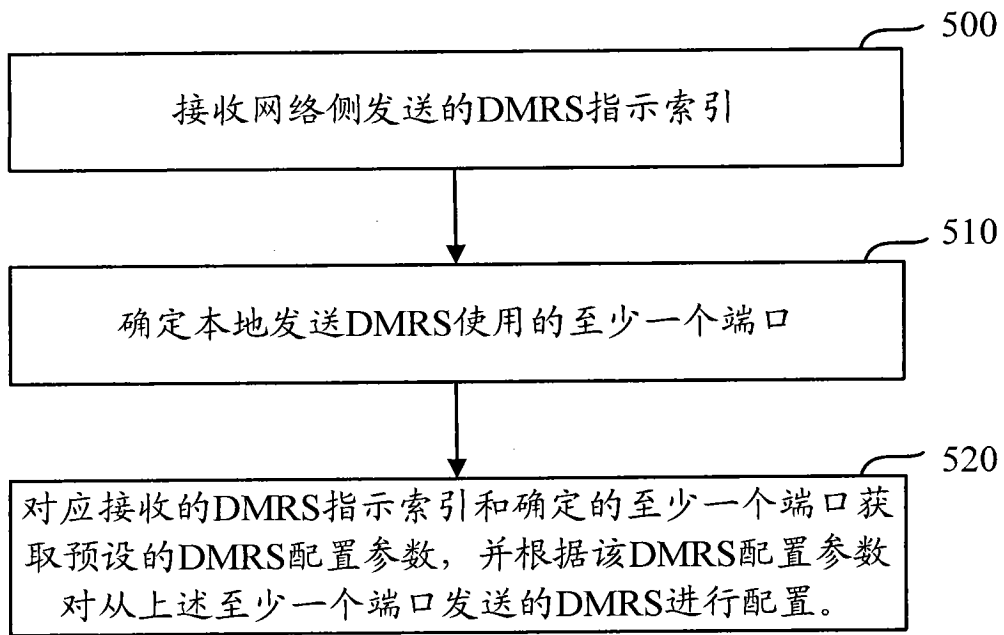 500
接收网络侧发送的DMRS指示索引
510
确定本地发送DMRS使用的至少一个端口
520
对应接收的DMRS指示索引和确定的至少一个端口获
取预设的DMRS配置参数，并根据该DMRS配置参数
对从上述至少一个端口发送的DMRS进行配置。